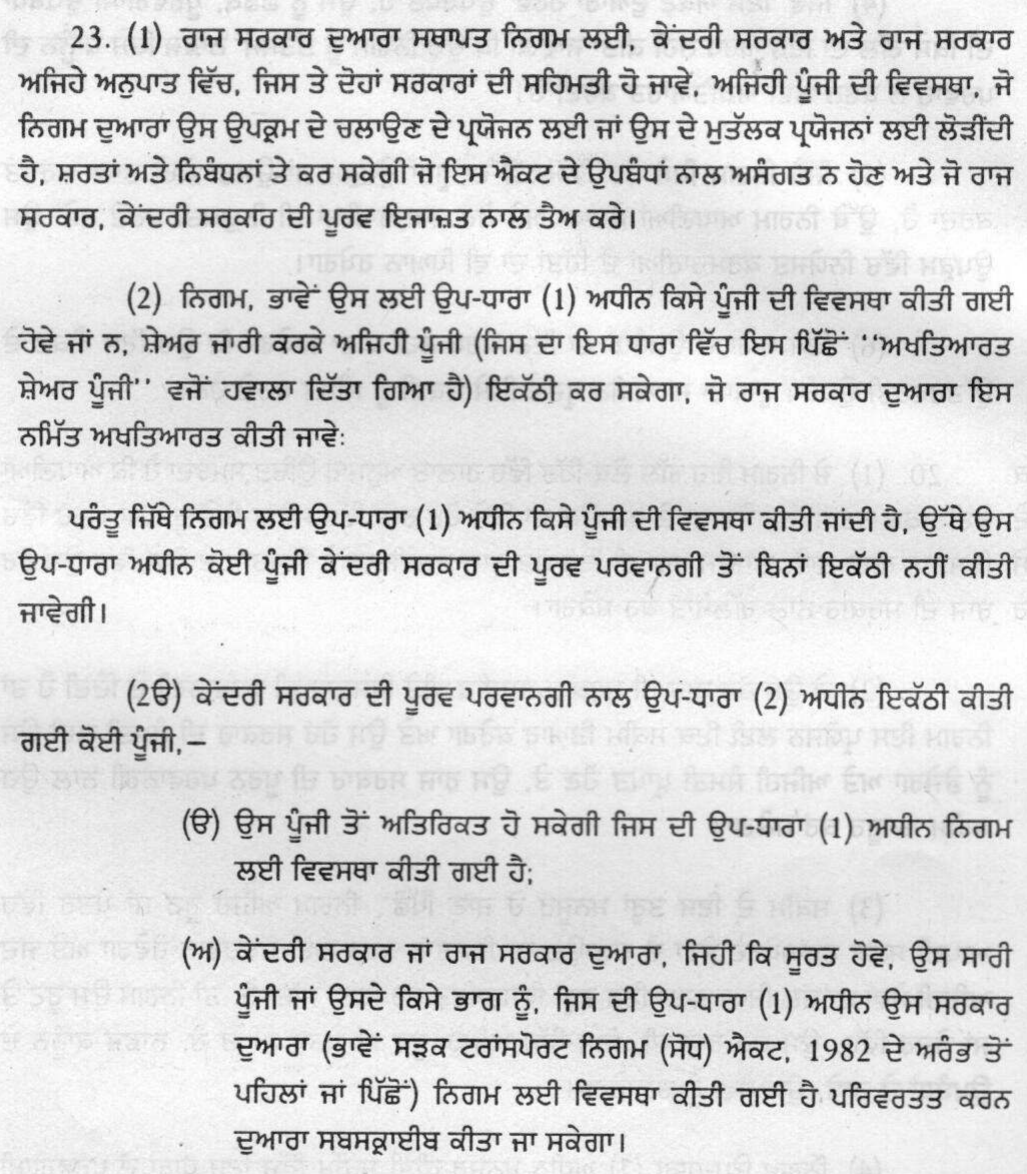 23. (1) ਰਾਜ ਸਰਕਾਰ ਦੁਆਰਾ ਸਥਾਪਤ ਨਿਗਮ ਲਈ, ਕੇਂਦਰੀ ਸਰਕਾਰ ਅਤੇ ਰਾਜ ਸਰਕਾਰ
ਅਜਿਹੇ ਅਨੁਪਾਤ ਵਿੱਚ, ਜਿਸ ਤੇ ਦੋਹਾਂ ਸਰਕਾਰਾਂ ਦੀ ਸਹਿਮਤੀ ਹੋ ਜਾਵੇ, ਅਜਿਹੀ ਪੂੰਜੀ ਦੀ ਵਿਵਸਥਾ, ਜੋ
ਨਿਗਮ ਦੁਆਰਾ ਉਸ ਉਪਕ੍ਰਮ ਦੇ ਚਲਾਉਣ ਦੇ ਪ੍ਰਯੋਜਨ ਲਈ ਜਾਂ ਉਸ ਦੇ ਮੁਤੱਲਕ ਪ੍ਰਯੋਜਨਾਂ ਲਈ ਲੋੜੀਂਦੀ
ਹੈ, ਸ਼ਰਤਾਂ ਅਤੇ ਨਿਬੰਧਨਾਂ ਤੇ ਕਰ ਸਕੇਗੀ ਜੋ ਇਸ ਐਕਟ ਦੇ ਉਪਬੰਧਾਂ ਨਾਲ ਅਸੰਗਤ ਨ ਹੋਣ ਅਤੇ ਜੋ ਰਾਜ
ਸਰਕਾਰ, ਕੇਂਦਰੀ ਸਰਕਾਰ ਦੀ ਪੂਰਵ ਇਜਾਜ਼ਤ ਨਾਲ ਤੈਅ ਕਰੇ।
(2) ਨਿਗਮ, ਭਾਵੇਂ ਉਸ ਲਈ ਉਪ-ਧਾਰਾ (1) ਅਧੀਨ ਕਿਸੇ ਪੂੰਜੀ ਦੀ ਵਿਵਸਥਾ ਕੀਤੀ ਗਈ
ਹੋਵੇ ਜਾਂ ਨ, ਸ਼ੇਅਰ ਜਾਰੀ ਕਰਕੇ ਅਜਿਹੀ ਪੂੰਜੀ (ਜਿਸ ਦਾ ਇਸ ਧਾਰਾ ਵਿੱਚ ਇਸ ਪਿੱਛੋਂ ''ਅਖਤਿਆਰਤ
ਸ਼ੇਅਰ ਪੂੰਜੀ'' ਵਜੋਂ ਹਵਾਲਾ ਦਿੱਤਾ ਗਿਆ ਹੈ) ਇਕੱਠੀ ਕਰ ਸਕੇਗਾ, ਜੋ ਰਾਜ ਸਰਕਾਰ ਦੁਆਰਾ ਇਸ
ਨਮਿੱਤ ਅਖਤਿਆਰਤ ਕੀਤੀ ਜਾਵੇ:
ਪਰੰਤੂ ਜਿੱਥੇ ਨਿਗਮ ਲਈ ਉਪ-ਧਾਰਾ (1) ਅਧੀਨ ਕਿਸੇ ਪੂੰਜੀ ਦੀ ਵਿਵਸਥਾ ਕੀਤੀ ਜਾਂਦੀ ਹੈ, ਉੱਥੇ ਉਸ
ਉਪ-ਧਾਰਾ ਅਧੀਨ ਕੋਈ ਪੂੰਜੀ ਕੇਂਦਰੀ ਸਰਕਾਰ ਦੀ ਪੂਰਵ ਪਰਵਾਨਗੀ ਤੋਂ ਬਿਨਾਂ ਇਕੱਠੀ ਨਹੀਂ ਕੀਤੀ
ਜਾਵੇਗੀ।
(2ੳ) ਕੇਂਦਰੀ ਸਰਕਾਰ ਦੀ ਪੂਰਵ ਪਰਵਾਨਗੀ ਨਾਲ ਉਪ-ਧਾਰਾ (2) ਅਧੀਨ ਇਕੱਠੀ ਕੀਤੀ
ਗਈ ਕੋਈ ਪੂੰਜੀ,—
(ੳ) ਉਸ ਪੂੰਜੀ ਤੋਂ ਅਤਿਰਿਕਤ ਹੋ ਸਕੇਗੀ ਜਿਸ ਦੀ ਉਪ-ਧਾਰਾ (1) ਅਧੀਨ ਨਿਗਮ
ਲਈ ਵਿਵਸਥਾ ਕੀਤੀ ਗਈ ਹੈ;
(ਅ) ਕੇਂਦਰੀ ਸਰਕਾਰ ਜਾਂ ਰਾਜ ਸਰਕਾਰ ਦੁਆਰਾ, ਜਿਹੀ ਕਿ ਸੂਰਤ ਹੋਵੇ, ਉਸ ਸਾਰੀ
ਪੂੰਜੀ ਜਾਂ ਉਸਦੇ ਕਿਸੇ ਭਾਗ ਨੂੰ, ਜਿਸ ਦੀ ਉਪ-ਧਾਰਾ (1) ਅਧੀਨ ਉਸ ਸਰਕਾਰ
ਦੁਆਰਾ (ਭਾਵੇਂ ਸੜਕ ਟਰਾਂਸਪੋਰਟ ਨਿਗਮ (ਸੋਧ) ਐਕਟ, 1982 ਦੇ ਅਰੰਭ ਤੋਂ
ਪਹਿਲਾਂ ਜਾਂ ਪਿੱਛੋਂ) ਨਿਗਮ ਲਈ ਵਿਵਸਥਾ ਕੀਤੀ ਗਈ ਹੈ ਪਰਿਵਰਤਤ ਕਰਨ
ਦੁਆਰਾ ਸਬਸਕ੍ਰਾਈਬ ਕੀਤਾ ਜਾ ਸਕੇਗਾ।